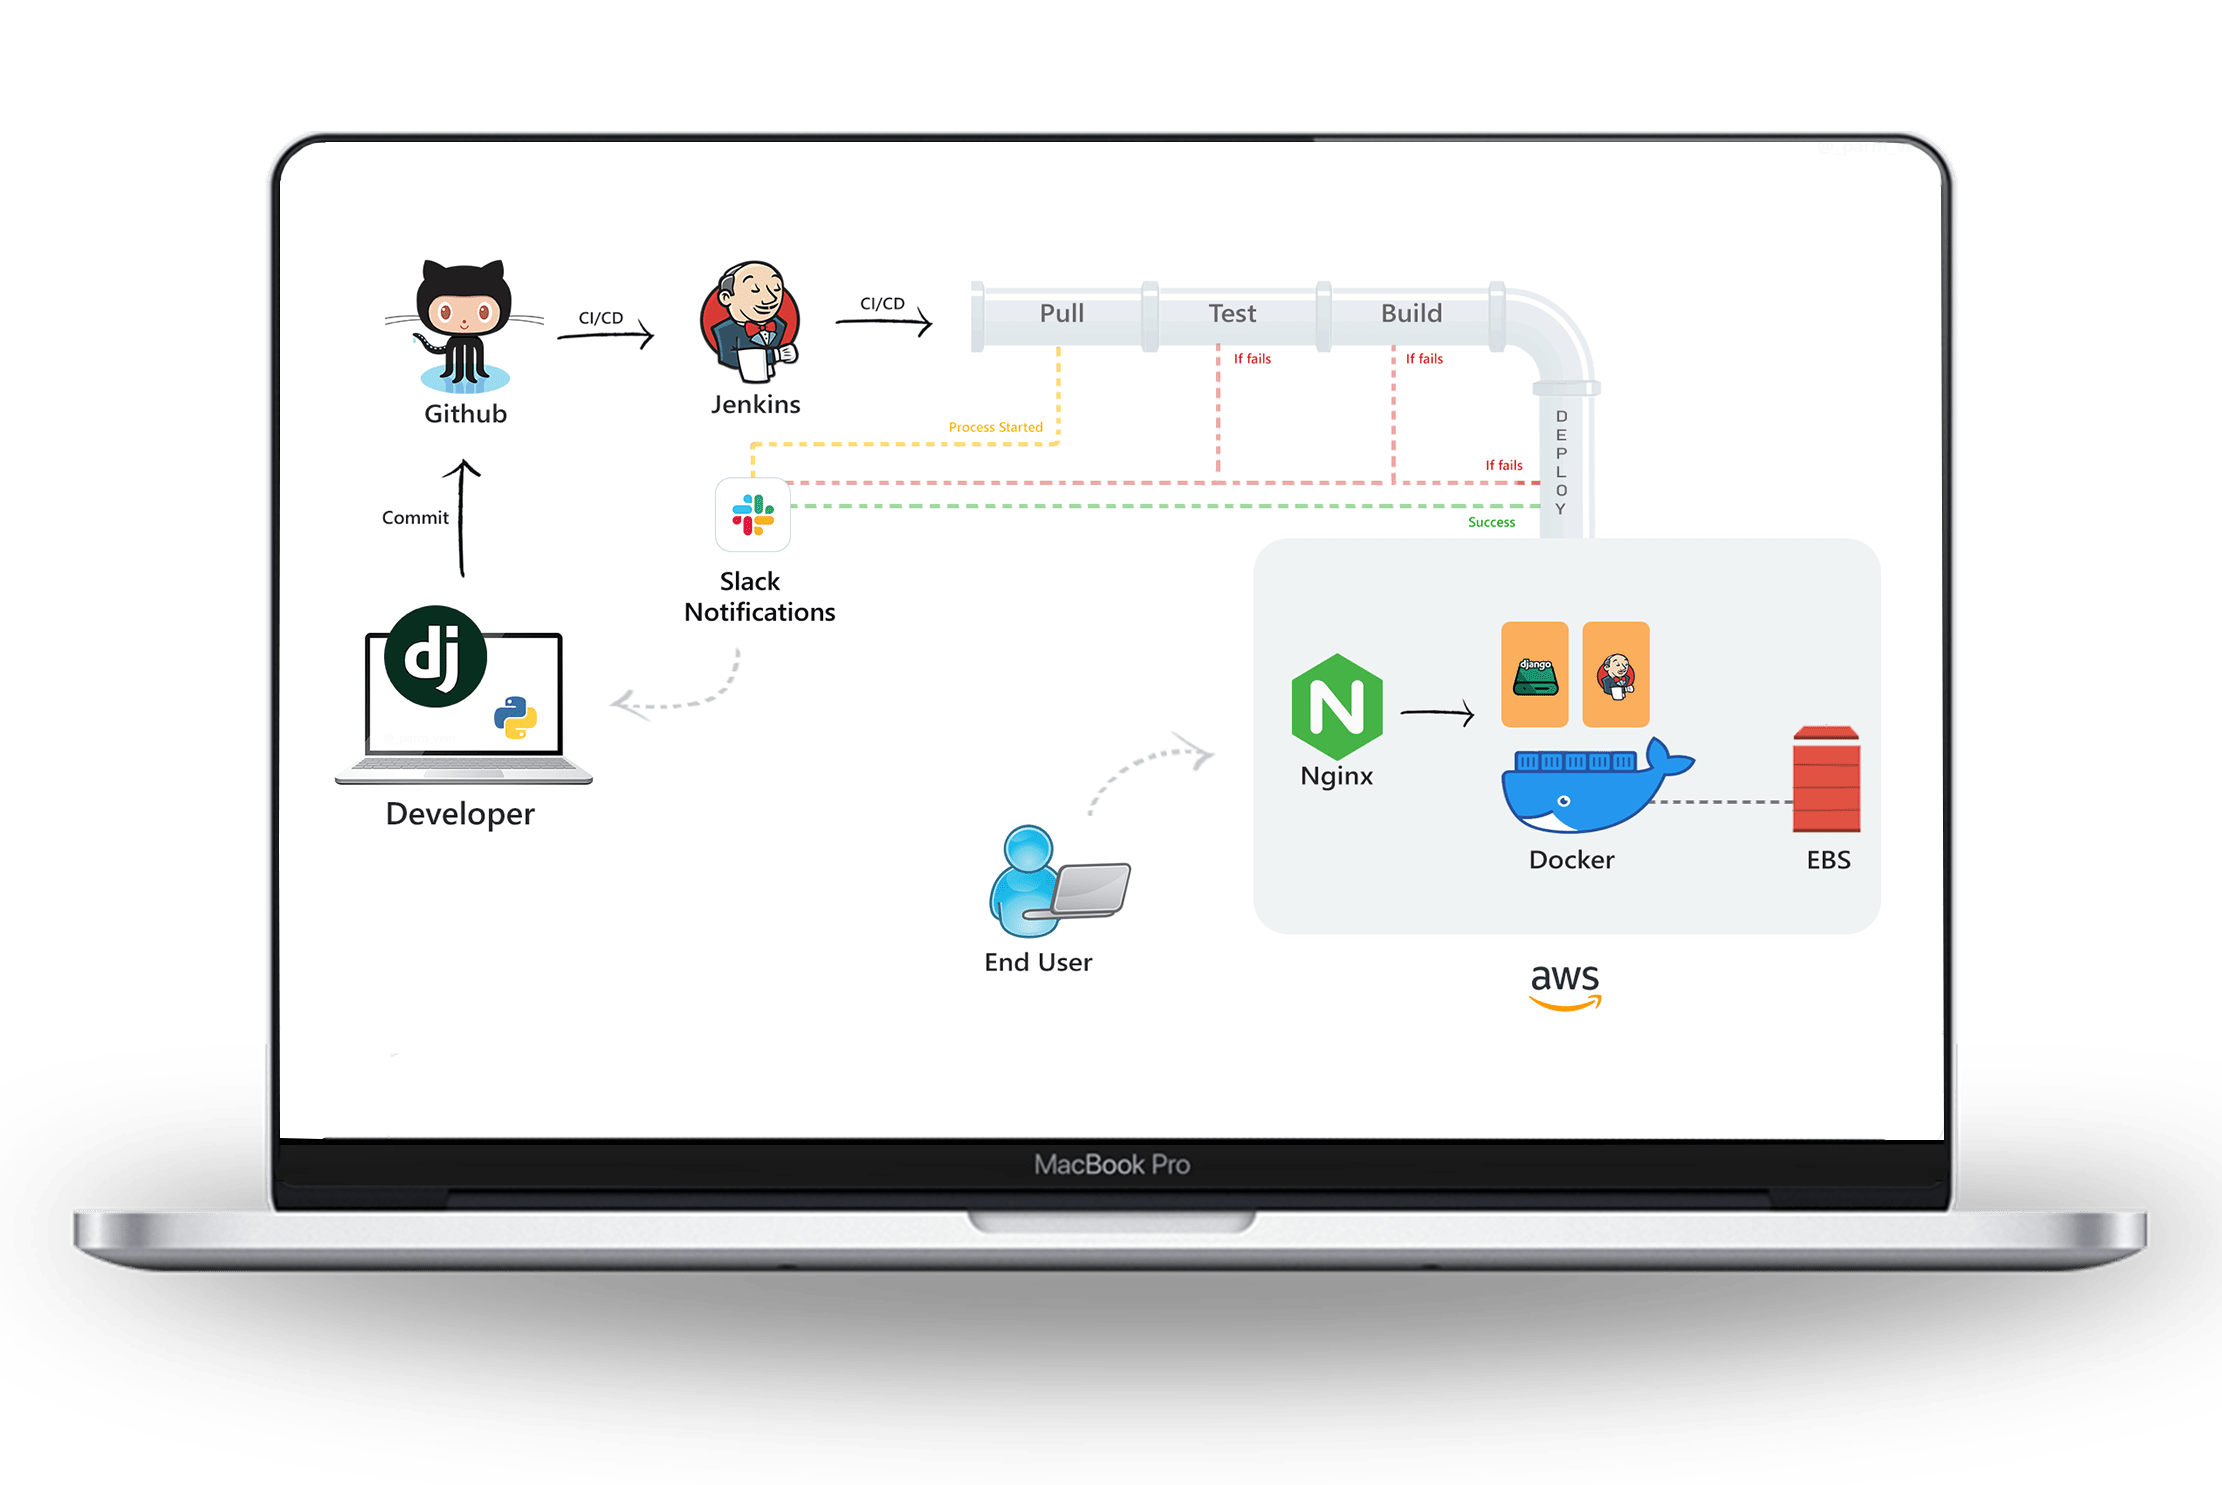 CI/CD
CI/CD
Pull
Test
Build
If fails
If fails
Github
Jenkins
Process Started
DEPLOY
If fails
Success
Commit
Slack
Notifications
dj
django
Nginx
Developer
Docker
EBS
End User
aws
MacBook Pro